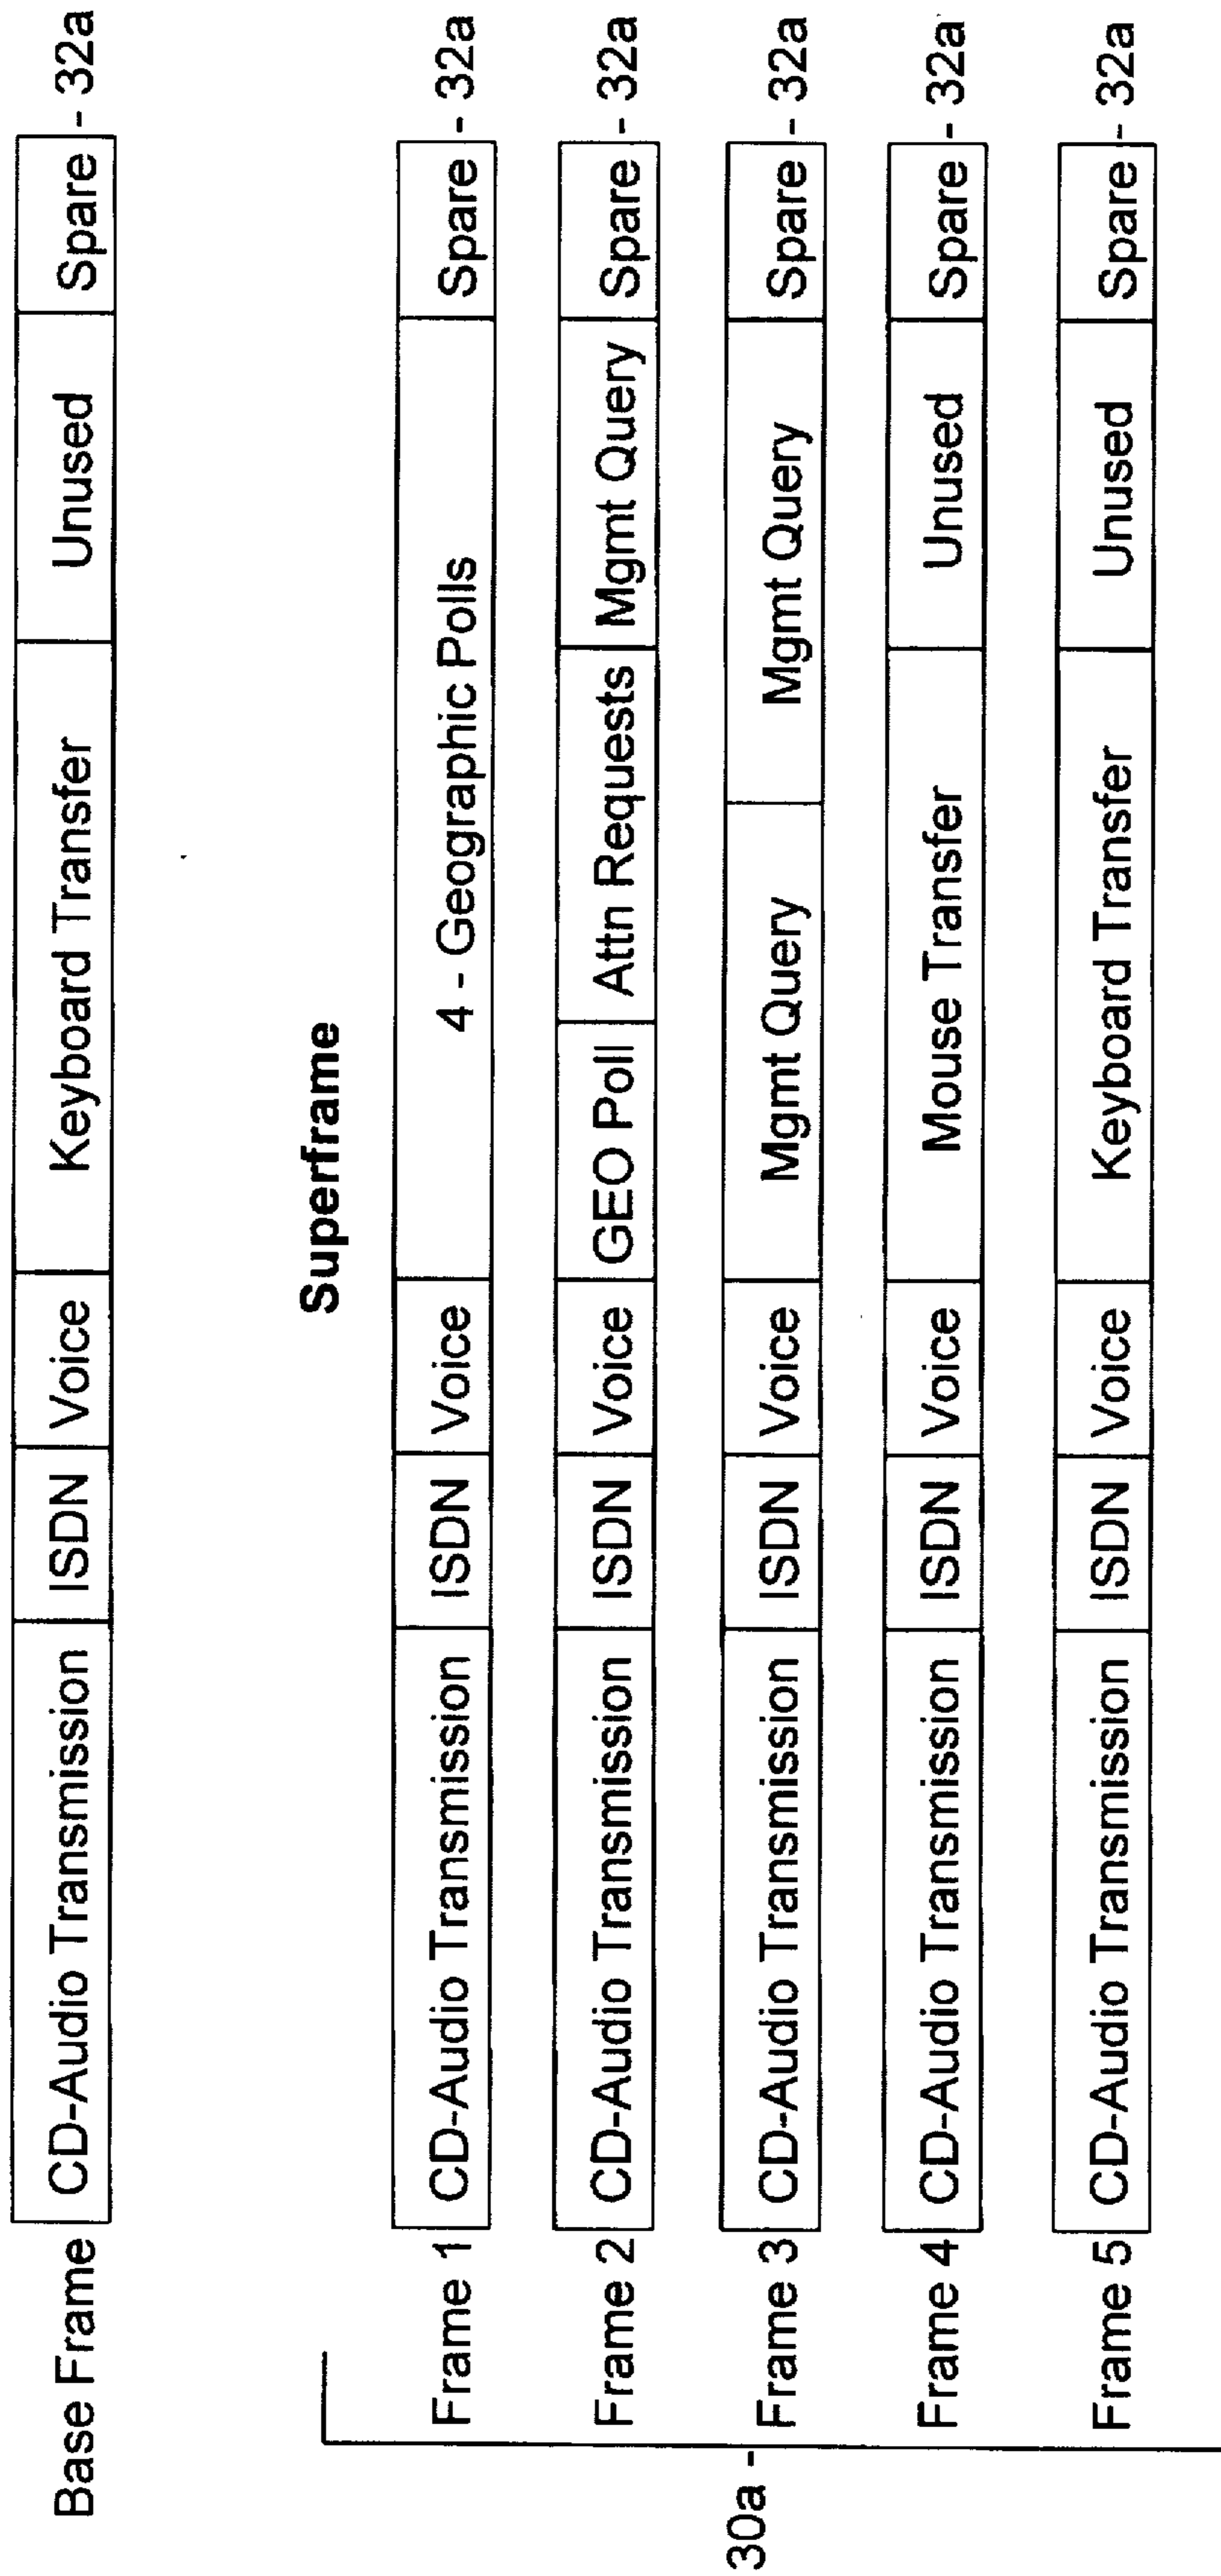 Base Frame CD-Audio Transmission ISDN Voice Keyboard Transfer Unused Spare - 32a
Superframe
Frame 1 CD-Audio Transmission ISDN Voice 4 - Geographic Polls Spare - 32a
Frame 2 CD-Audio Transmission ISDN Voice GEO Poll Attn Requests Mgmt Query Spare - 32a
30a - Frame 3 CD-Audio Transmission ISDN Voice Mgmt Query Mgmt Query Spare - 32a
Frame 4 CD-Audio Transmission ISDN Voice Mouse Transfer Unused Spare - 32a
Frame 5 CD-Audio Transmission ISDN Voice Keyboard Transfer Unused Spare - 32a